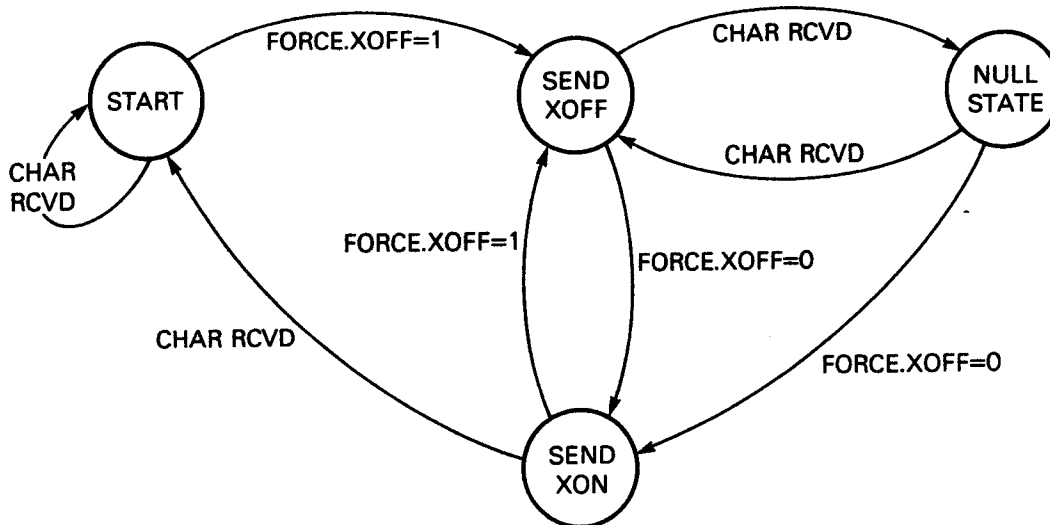 FORCE.XOFF=1
CHAR RCVD
START
SEND
XOFF
NULL
STATE
CHAR
RCVD
CHAR RCVD
FORCE.XOFF=1
FORCE.XOFF=0
CHAR RCVD
FORCE.XOFF=0
SEND
XON